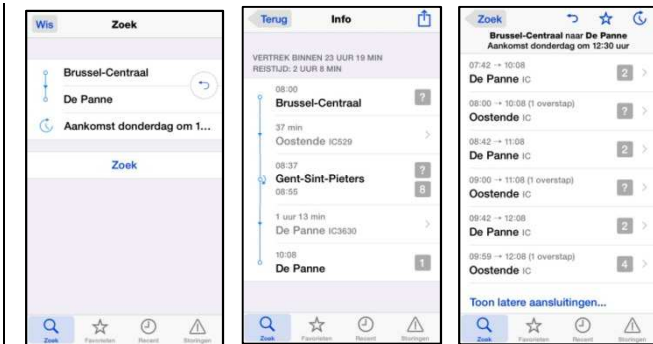 Wis Zoek
Brussel-Centraal
De Panne
Aankomst donderdag om 1...
Zoek
Zoek Favorieten Recent Storingen
Terug Info
VERTREK BINNEN 23 UUR 19 MIN
REISTIJD: 2 UUR 8 MIN
08:00
Brussel-Centraal ?
37 min
Oostende IC529
08:37 ?
Gent-Sint-Pieters
08:55 8
1 uur 13 min
De Panne IC3630
10:08
De Panne 1
Zoek Favorieten Recent Storingen
Zoek
Brussel-Centraal naar De Panne
Aankomst donderdag om 12:30 uur
07:42 → 10:08
De Panne IC 2
08:00 → 10:08 (1 overstap)
Oostende IC ?
08:42 → 11:08
De Panne IC 2
09:00 → 11:08 (1 overstap)
Oostende IC ?
09:42 → 12:08
De Panne IC 2
09:59 → 12:08 (1 overstap)
Oostende IC 4
Toon latere aansluitingen...
Zoek Favorieten Recent Storingen